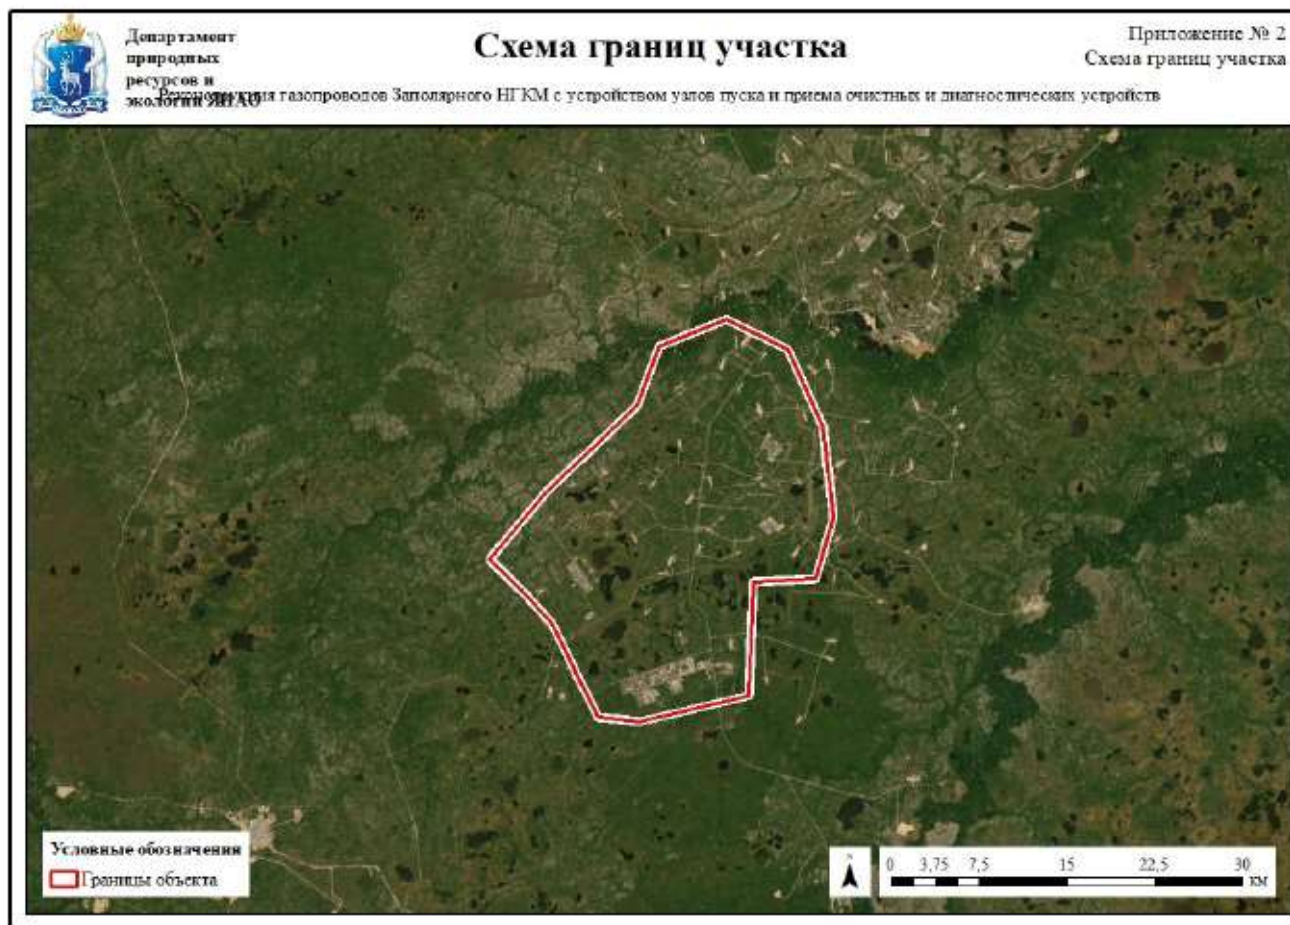 Департамент
природных
ресурсов и
экологии ЯНАО
Схема границ участка
Приложение № 2
Схема границ участка
Реконструкция газопроводов Заполярного НГКМ с устройством узлов пуска и приема очистных и диагностических устройств
Условные обозначения
Границы объекта
N
0 3,75 7,5 15 22,5 30
км